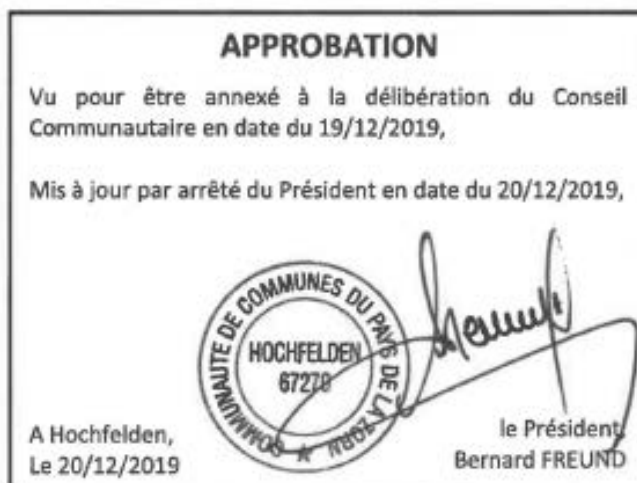 APPROBATION
Vu pour être annexé à la délibération du Conseil
Communautaire en date du 19/12/2019,
Mis à jour par arrêté du Président en date du 20/12/2019,
COMMUNAUTE DE COMMUNES DU PAYS DE LA ZORN
HOCHFELDEN
67270
A Hochfelden,
Le 20/12/2019
le Président,
Bernard FREUND